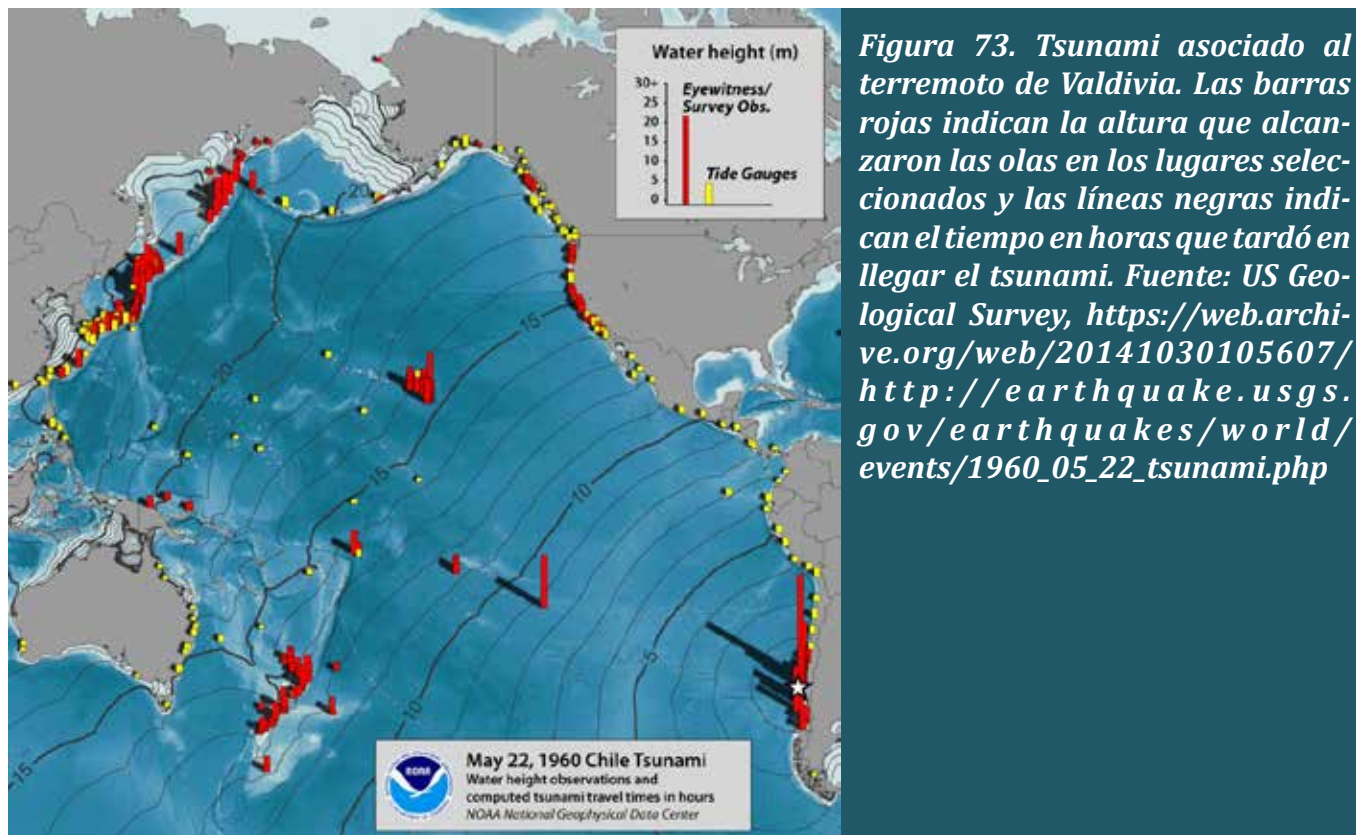 Water height (m)
30+
25
20
15
10
5
0
Eyewitness/
Survey Obs.
Tide Gauges
20
15
20
15
10
5
10
15
May 22, 1960 Chile Tsunami
Water height observations and
computed tsunami travel times in hours
NOAA National Geophysical Data Center
NOAA
Figura 73. Tsunami asociado al
terremoto de Valdivia. Las barras
rojas indican la altura que alcan-
zaron las olas en los lugares selec-
cionados y las líneas negras indi-
can el tiempo en horas que tardó en
llegar el tsunami. Fuente: US Geo-
logical Survey, https://web.archi-
ve.org/web/20141030105607/
http://earthquake.usgs.
gov/earthquakes/world/
events/1960_05_22_tsunami.php